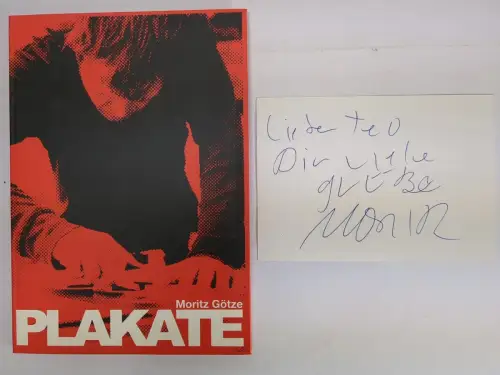 Moritz Götze
PLAKATE
Lieber Teo
Dir liebe
grüße
Moritz